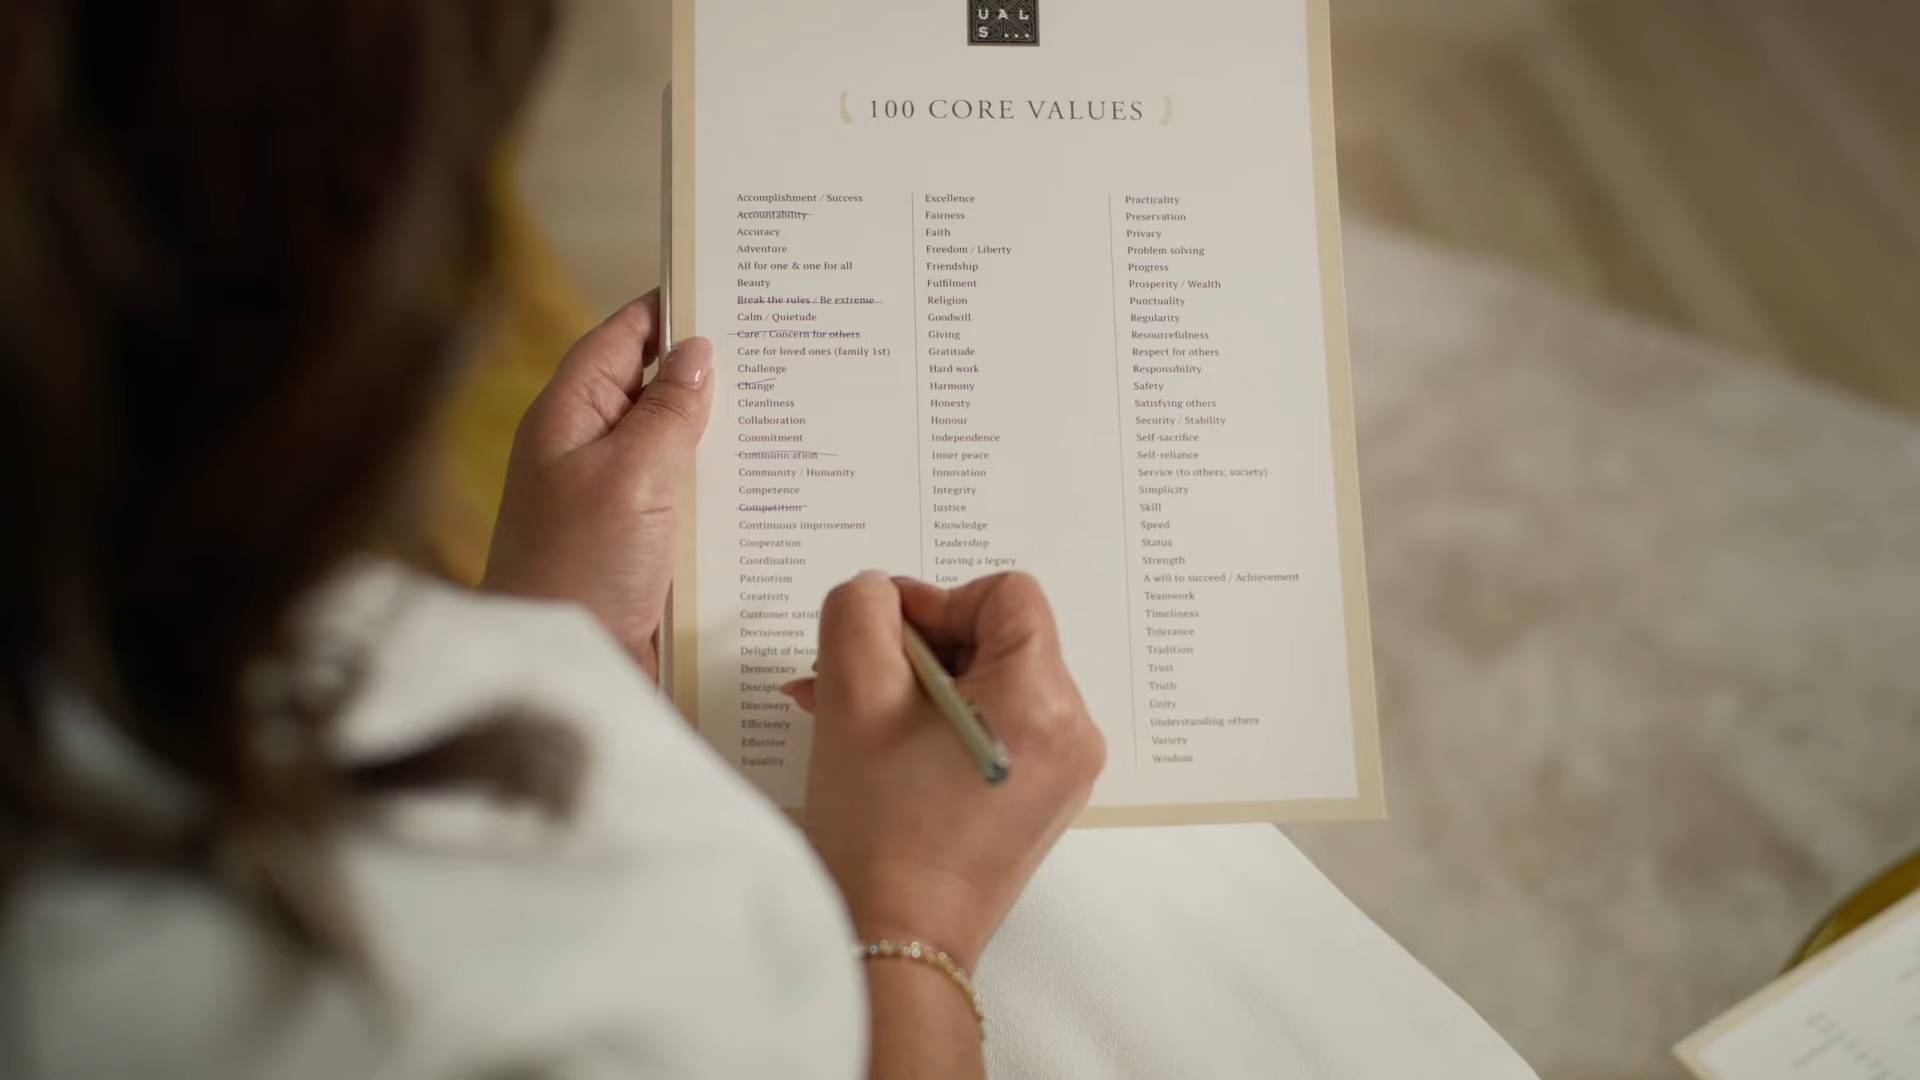 UAL
S...
100 CORE VALUES
Accomplishment / Success
Accountability
Accuracy
Adventure
All for one & one for all
Beauty
Break the rules / Be extreme
Calm / Quietude
Care / Concern for others
Care for loved ones (family 1st)
Challenge
Change
Cleanliness
Collaboration
Commitment
Communication
Community / Humanity
Competence
Competition
Continuous improvement
Cooperation
Coordination
Patriotism
Creativity
Customer
Decisiveness
Delight of
Democracy
Discovery
Efficiency
Effective
Equality
Excellence
Fairness
Faith
Freedom / Liberty
Friendship
Fulfilment
Religion
Goodwill
Giving
Gratitude
Hard work
Harmony
Honesty
Honour
Independence
Inner peace
Innovation
Integrity
Justice
Knowledge
Leadership
Leaving a legacy
Love
Practicality
Preservation
Privacy
Problem solving
Progress
Prosperity / Wealth
Punctuality
Regularity
Resourcefulness
Respect for others
Responsibility
Safety
Satisfying others
Security / Stability
Self-sacrifice
Self-reliance
Service (to others, society)
Simplicity
Skill
Speed
Status
Strength
A will to succeed / Achievement
Teamwork
Timeliness
Tolerance
Tradition
Trust
Truth
Unity
Understanding others
Variety
Wisdom